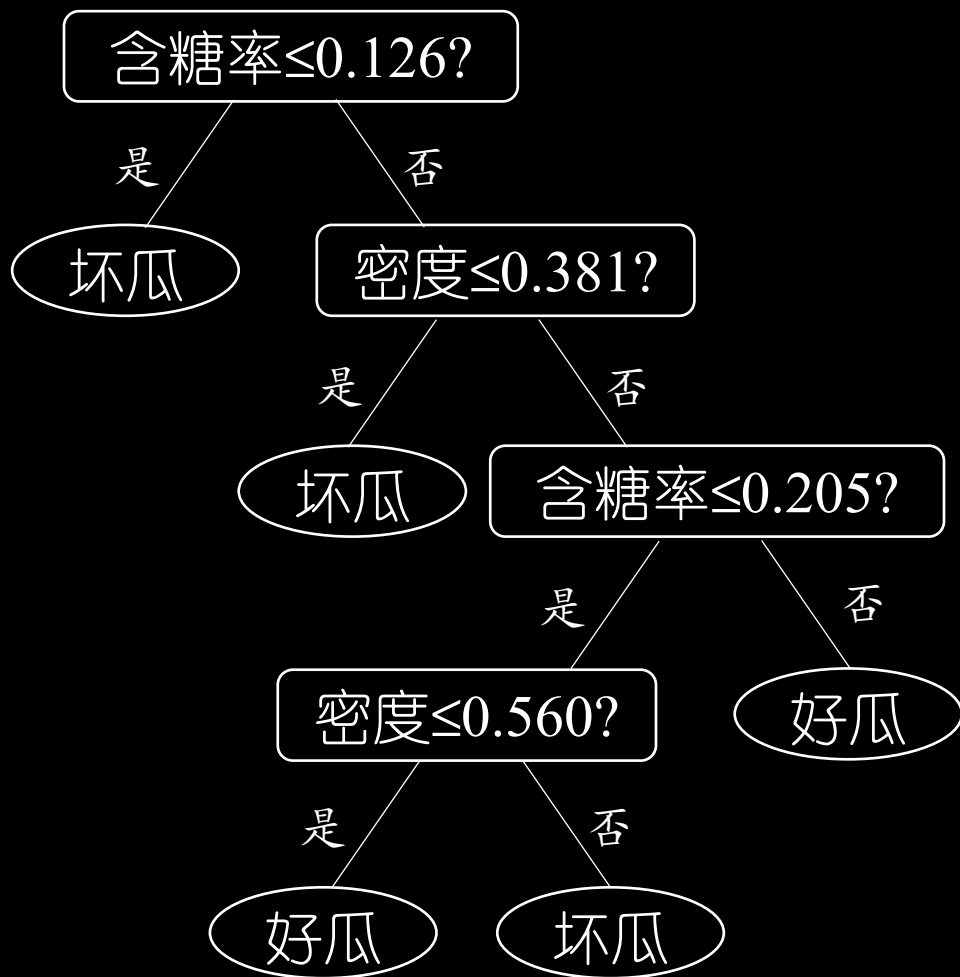 含糖率≤0.126?
是
否
坏瓜
密度≤0.381?
是
否
坏瓜
含糖率≤0.205?
是
否
密度≤0.560?
好瓜
是
否
好瓜
坏瓜